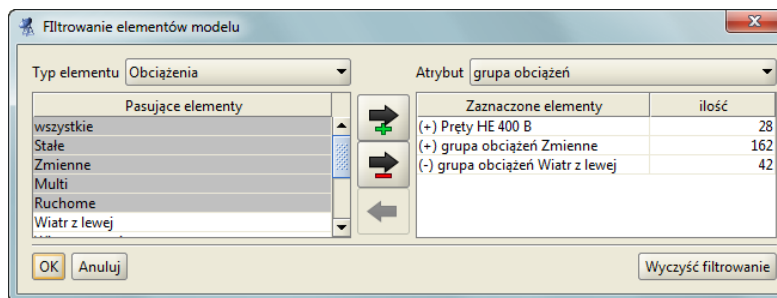 FIltrowanie elementów modelu
Typ elementu Obciążenia Atrybut grupa obciążeń
Pasujące elementy Zaznaczone elementy ilość
wszystkie (+) Pręty HE 400 B 28
Stałe (+) grupa obciążeń Zmienne 162
Zmienne (-) grupa obciążeń Wiatr z lewej 42
Multi
Ruchome
Wiatr z lewej
OK Anuluj Wyczyść filtrowanie